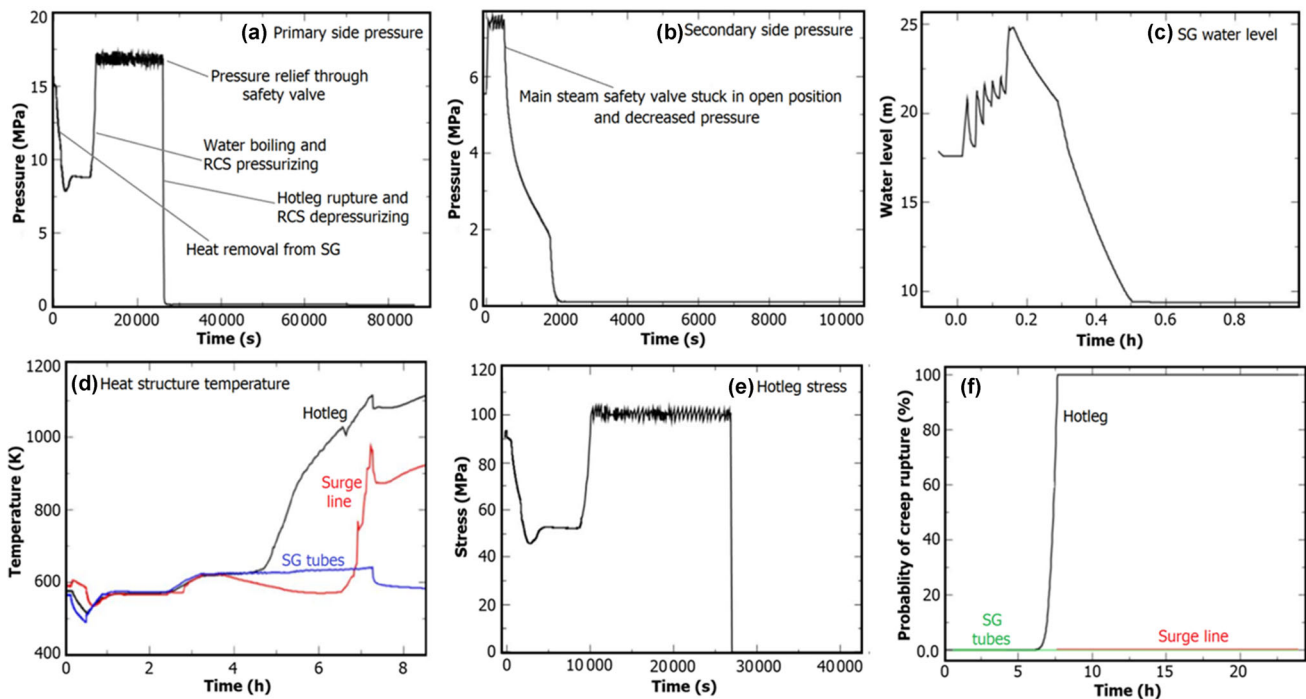 (a) Primary side pressure
20
15
10
5
0
Pressure (MPa)
Pressure relief through
safety valve
Water boiling and
RCS pressurizing
Hotleg rupture and
RCS depressurizing
Heat removal from SG
0 20000 40000 60000 80000
Time (s)
(b) Secondary side pressure
6
4
2
0
Pressure (MPa)
Main steam safety valve stuck in open position
and decreased pressure
0 2000 4000 6000 8000 10000
Time (s)
(c) SG water level
25
20
15
10
Water level (m)
0.0 0.2 0.4 0.6 0.8
Time (h)
(d) Heat structure temperature
1200
1000
800
600
400
Temperature (K)
Hotleg
Surge
line
SG tubes
0 2 4 6 8
Time (h)
(e) Hotleg stress
120
100
80
60
40
20
0
Stress (MPa)
0 10000 20000 30000 40000
Time (s)
(f)
100
80
60
40
20
0.0
Probablity of creep rupture (%)
Hotleg
SG
tubes
Surge line
0 5 10 15 20
Time (h)